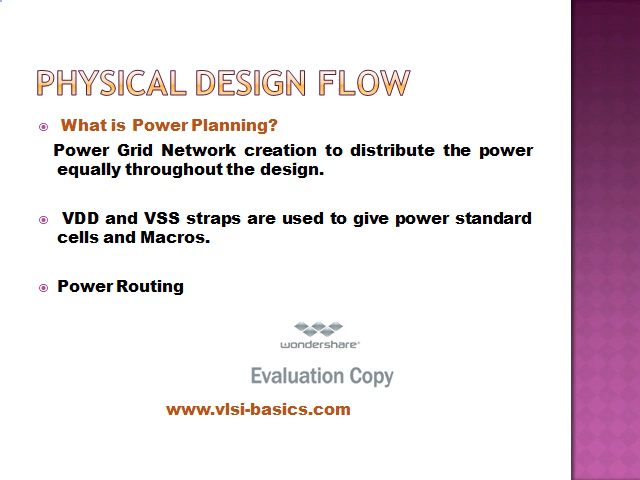 PHYSICAL DESIGN FLOW
What is Power Planning?
Power Grid Network creation to distribute the power
equally throughout the design.
VDD and VSS straps are used to give power standard
cells and Macros.
Power Routing
wondershare
Evaluation Copy
www.vlsi-basics.com